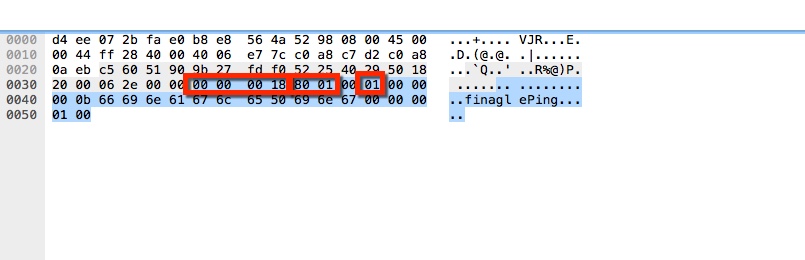 0000 d4 ee 07 2b fa e0 b8 e8 56 4a 52 98 08 00 45 00 ...+.... VJR...E.
0010 00 44 ff 28 40 00 40 06 e7 7c c0 a8 c7 d2 c0 a8 .D.(@.@. .|......
0020 0a eb c5 60 51 90 9b 27 fd f0 52 25 40 29 50 18 ...`Q..' ..R%@)P.
0030 20 00 06 2e 00 00 00 00 00 18 80 01 00 01 00 00 ...... ........
0040 00 0b 66 69 6e 61 67 6c 65 50 69 6e 67 00 00 00 ..finagl ePing...
0050 01 00 ..